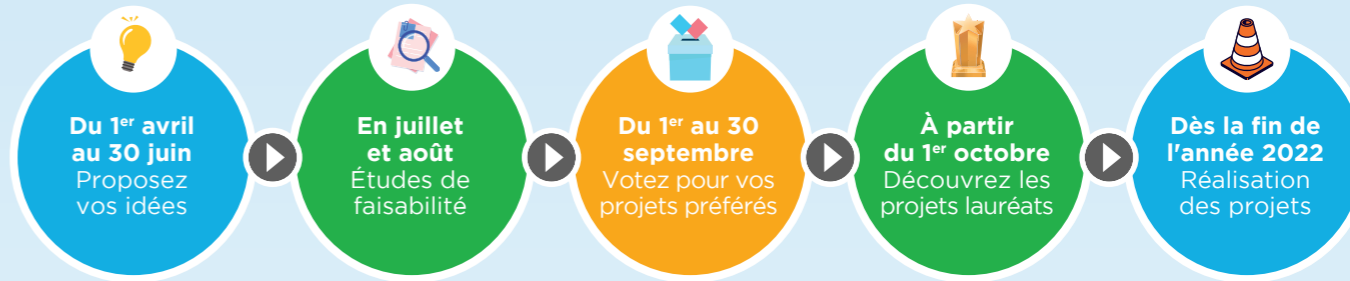 Du 1er avril
au 30 juin
Proposez
vos idées
En juillet
et août
Études de
faisabilité
Du 1er au 30
septembre
Votez pour vos
projets préférés
À partir
du 1er octobre
Découvrez les
projets lauréats
Dès la fin de
l'année 2022
Réalisation
des projets